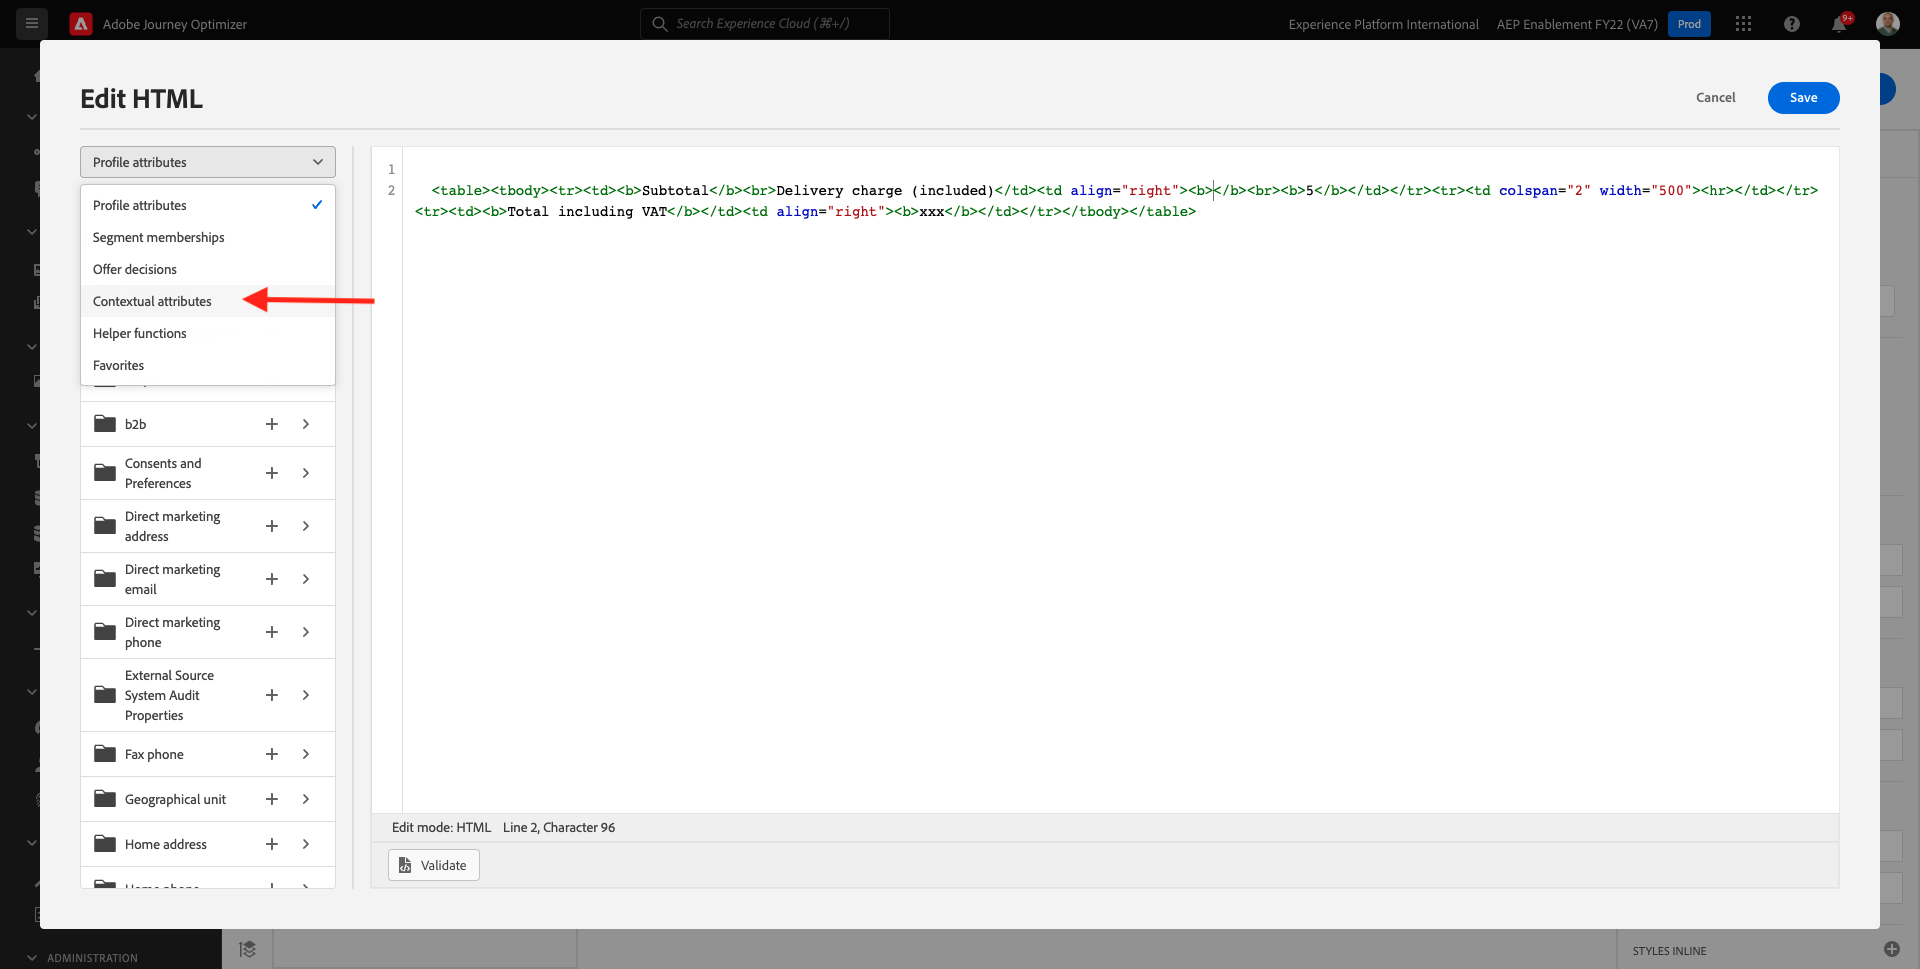 Adobe Journey Optimizer
Search Experience Cloud (⌘+/)
Experience Platform International
AEP Enablement FY22 (VA7)
Prod
9+
Edit HTML
Cancel
Save
Profile attributes
Profile attributes
Segment memberships
Offer decisions
Contextual attributes
Helper functions
Favorites
b2b
Consents and
Preferences
Direct marketing
address
Direct marketing
email
Direct marketing
phone
External Source
System Audit
Properties
Fax phone
Geographical unit
Home address
1
2
<table><tbody><tr><td><b>Subtotal</b><br>Delivery charge (included)</td><td align="right"><b></b><br><b>5</b></td></tr><tr><td colspan="2" width="500"><hr></td></tr>
<tr><td><b>Total including VAT</b></td><td align="right"><b>xxx</b></td></tr></tbody></table>
Edit mode: HTML Line 2, Character 96
Validate
ADMINISTRATION
STYLES INLINE